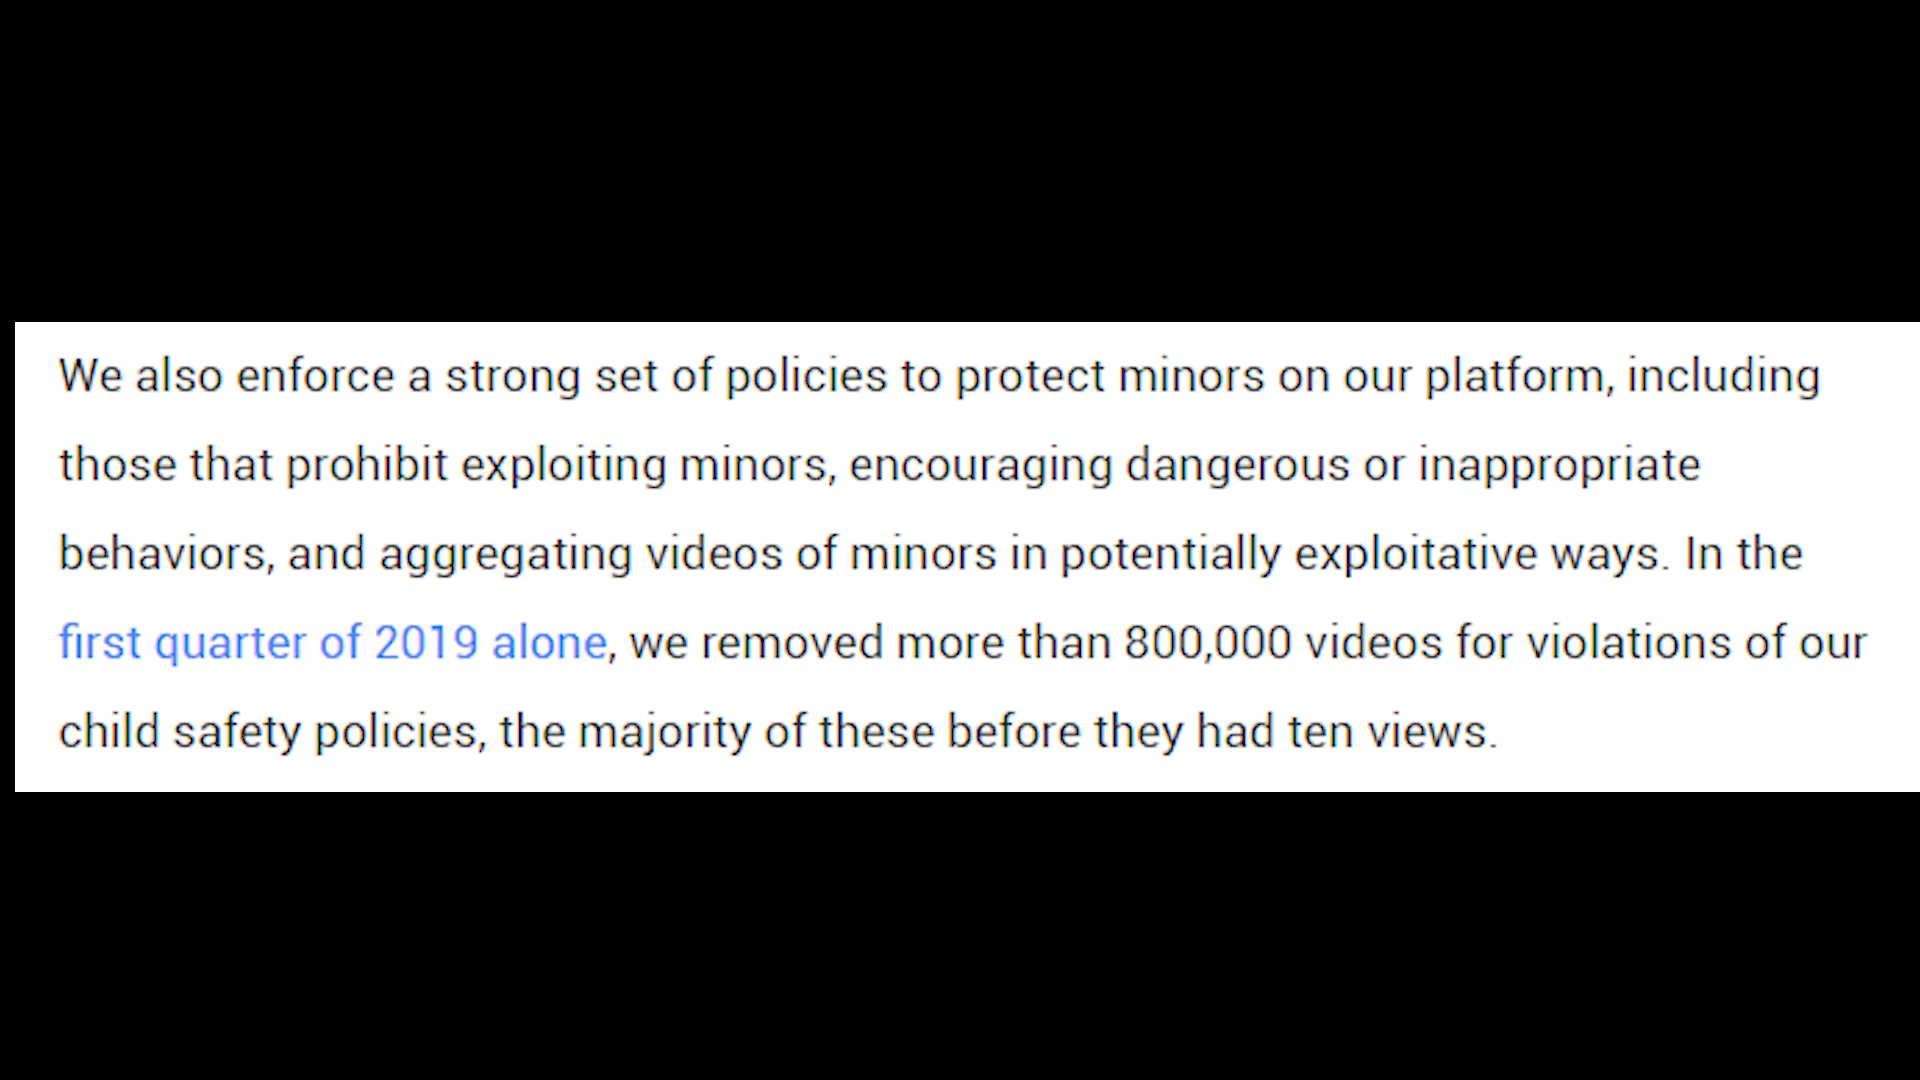 We also enforce a strong set of policies to protect minors on our platform, including
those that prohibit exploiting minors, encouraging dangerous or inappropriate
behaviors, and aggregating videos of minors in potentially exploitative ways. In the
first quarter of 2019 alone, we removed more than 800,000 videos for violations of our
child safety policies, the majority of these before they had ten views.